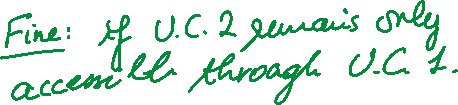 Fine: if U.C. 2 remains only
accessible through U.C 1.